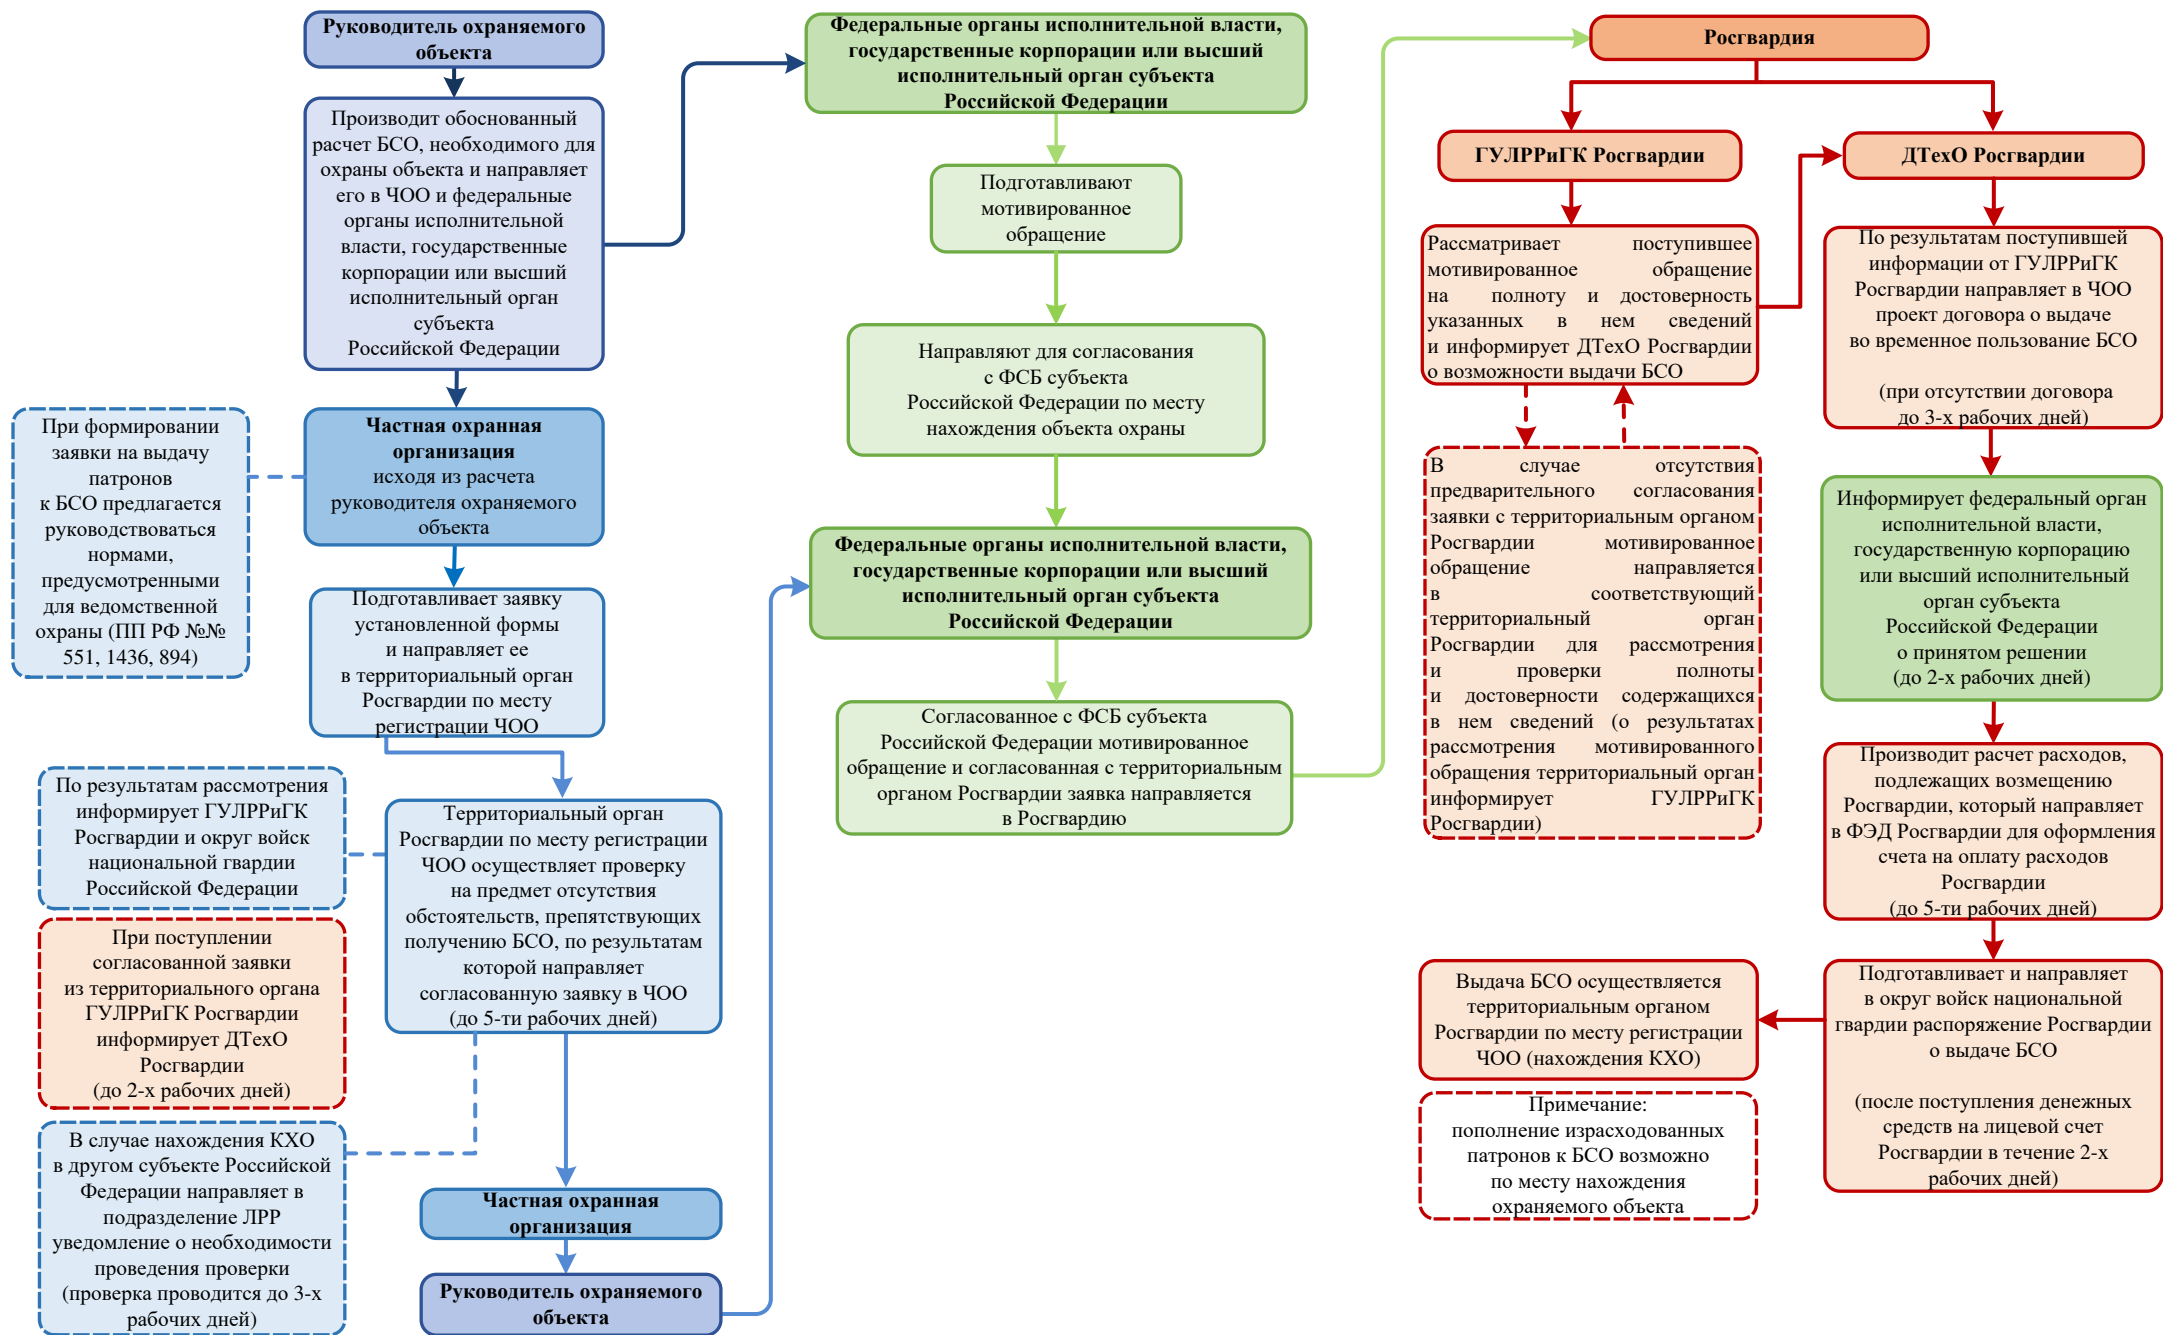 Руководитель охраняемого
объекта
Производит обоснованный
расчет БСО, необходимого для
охраны объекта и направляет
его в ЧОО и федеральные
органы исполнительной
власти, государственные
корпорации или высший
исполнительный орган
субъекта
Российской Федерации
При формировании
заявки на выдачу
патронов
к БСО предлагается
руководствоваться
нормами,
предусмотренными
для ведомственной
охраны (ПП РФ №№
551, 1436, 894)
Частная охранная
организация
исходя из расчета
руководителя охраняемого
объекта
Подготавливает заявку
установленной формы
и направляет ее
в территориальный орган
Росгвардии по месту
регистрации ЧОО
По результатам рассмотрения
информирует ГУЛРРиГК
Росгвардии и округ войск
национальной гвардии
Российской Федерации
При поступлении
согласованной заявки
из территориального органа
ГУЛРРиГК Росгвардии
информирует ДТехО
Росгвардии
(до 2-х рабочих дней)
В случае нахождения КХО
в другом субъекте Российской
Федерации направляет в
подразделение ЛРР
уведомление о необходимости
проведения проверки
(проверка проводится до 3-х
рабочих дней)
Территориальный орган
Росгвардии по месту регистрации
ЧОО осуществляет проверку
на предмет отсутствия
обстоятельств, препятствующих
получению БСО, по результатам
которой направляет
согласованную заявку в ЧОО
(до 5-ти рабочих дней)
Частная охранная
организация
Руководитель охраняемого
объекта
Федеральные органы исполнительной власти,
государственные корпорации или высший
исполнительный орган субъекта
Российской Федерации
Подготавливают
мотивированное
обращение
Направляют для согласования
с ФСБ субъекта
Российской Федерации по месту
нахождения объекта охраны
Федеральные органы исполнительной власти,
государственные корпорации или высший
исполнительный орган субъекта
Российской Федерации
Согласованное с ФСБ субъекта
Российской Федерации мотивированное
обращение и согласованная с территориальным
органом Росгвардии заявка направляется
в Росгвардию
Росгвардия
ГУЛРРиГК Росгвардии
Рассматривает поступившее
мотивированное обращение
на полноту и достоверность
указанных в нем сведений
и информирует ДТехО Росгвардии
о возможности выдачи БСО
В случае отсутствия
предварительного согласования
заявки с территориальным органом
Росгвардии мотивированное
обращение направляется
в соответствующий
территориальный орган
Росгвардии для рассмотрения
и проверки полноты
и достоверности содержащихся
в нем сведений (о результатах
рассмотрения мотивированного
обращения территориальный орган
информирует ГУЛРРиГК
Росгвардии)
ДТехО Росгвардии
По результатам поступившей
информации от ГУЛРРиГК
Росгвардии направляет в ЧОО
проект договора о выдаче
во временное пользование БСО
(при отсутствии договора
до 3-х рабочих дней)
Информирует федеральный орган
исполнительной власти,
государственную корпорацию
или высший исполнительный
орган субъекта
Российской Федерации
о принятом решении
(до 2-х рабочих дней)
Производит расчет расходов,
подлежащих возмещению
Росгвардии, который направляет
в ФЭД Росгвардии для оформления
счета на оплату расходов
Росгвардии
(до 5-ти рабочих дней)
Подготавливает и направляет
в округ войск национальной
гвардии распоряжение Росгвардии
о выдаче БСО
(после поступления денежных
средств на лицевой счет
Росгвардии в течение 2-х
рабочих дней)
Выдача БСО осуществляется
территориальным органом
Росгвардии по месту регистрации
ЧОО (нахождения КХО)
Примечание:
пополнение израсходованных
патронов к БСО возможно
по месту нахождения
охраняемого объекта